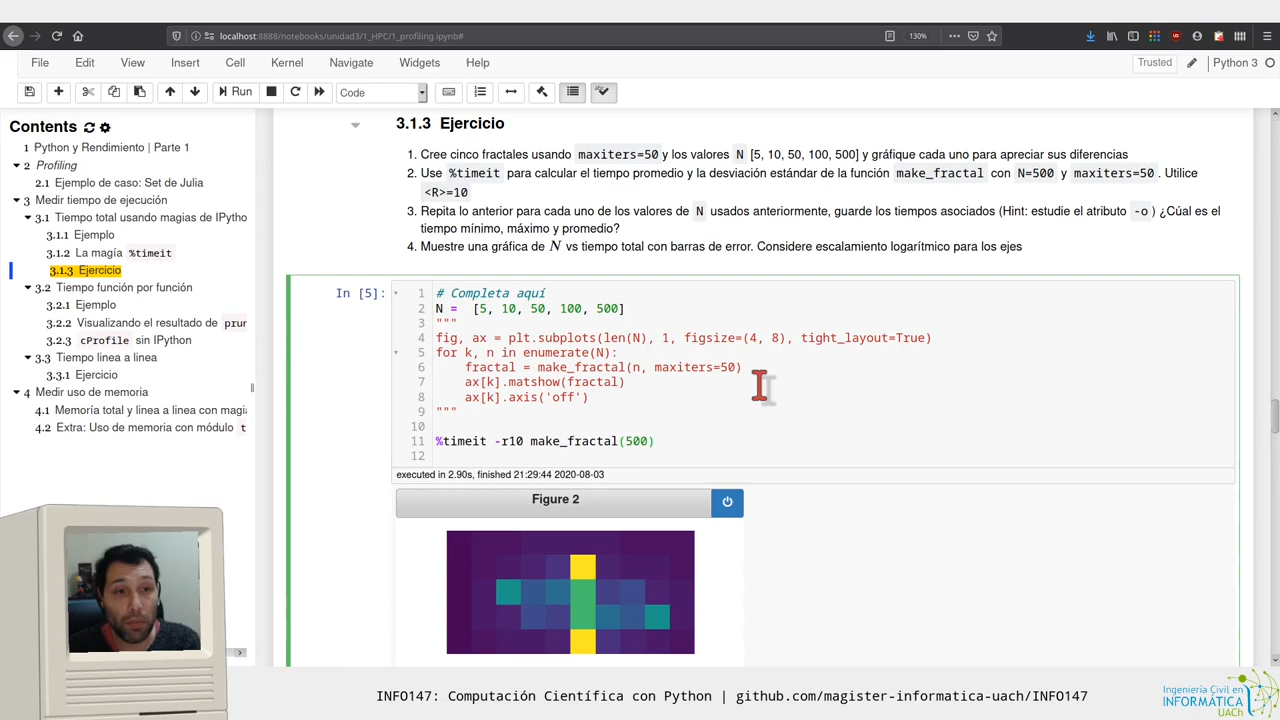 localhost:8888/notebooks/unidad3/1_HPC/1_profiling.ipynb#
130%
File Edit View Insert Cell Kernel Navigate Widgets Help
Trusted
Python 3
Run
Code
Contents
1 Python y Rendimiento | Parte 1
2 Profiling
2.1 Ejemplo de caso: Set de Julia
3 Medir tiempo de ejecución
3.1 Tiempo total usando magias de IPytho
3.1.1 Ejemplo
3.1.2 La magía %timeit
3.1.3 Ejercicio
3.2 Tiempo función por función
3.2.1 Ejemplo
3.2.2 Visualizando el resultado de prur
3.2.3 cProfile sin IPython
3.3 Tiempo linea a linea
3.3.1 Ejercicio
4 Medir uso de memoria
4.1 Memoria total y linea a linea con magia
4.2 Extra: Uso de memoria con módulo t
3.1.3 Ejercicio
1. Cree cinco fractales usando maxiters=50 y los valores N [5, 10, 50, 100, 500] y gráfique cada uno para apreciar sus diferencias
2. Use %timeit para calcular el tiempo promedio y la desviación estándar de la función make_fractal con N=500 y maxiters=50 . Utilice
<R>=10
3. Repita lo anterior para cada uno de los valores de N usados anteriormente, guarde los tiempos asociados (Hint: estudie el atributo -o ) ¿Cúal es el
tiempo mínimo, máximo y promedio?
4. Muestre una gráfica de N vs tiempo total con barras de error. Considere escalamiento logarítmico para los ejes
In [5]:
1 # Completa aquí
2 N = [5, 10, 50, 100, 500]
3 """
4 fig, ax = plt.subplots(len(N), 1, figsize=(4, 8), tight_layout=True)
5 for k, n in enumerate(N):
6 fractal = make_fractal(n, maxiters=50)
7 ax[k].matshow(fractal)
8 ax[k].axis('off')
9 """
10
11 %timeit -r10 make_fractal(500)
12
executed in 2.90s, finished 21:29:44 2020-08-03
Figure 2
INFO147: Computación Científica con Python | github.com/magister-informatica-uach/INFO147
Ingeniería Civil en
INFORMÁTICA
UACh